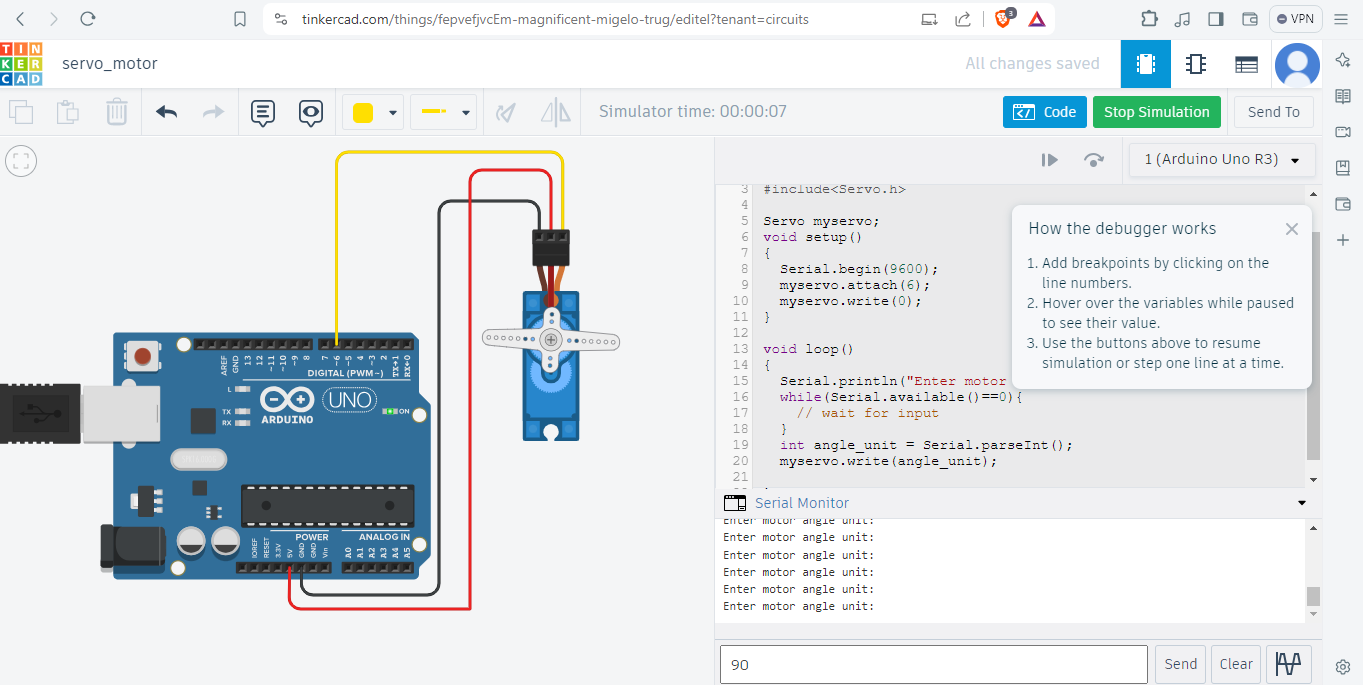 tinkercad.com/things/fepvefjvcEm-magnificent-migelo-trug/editel?tenant=circuits
3
VPN
TINKERCAD
servo_motor
All changes saved
Simulator time: 00:00:07
Code
Stop Simulation
Send To
1 (Arduino Uno R3)
3 #include<Servo.h>
4
5 Servo myservo;
6 void setup()
7 {
8 Serial.begin(9600);
9 myservo.attach(6);
10 myservo.write(0);
11 }
12
13 void loop()
14 {
15 Serial.println("Enter motor
16 while(Serial.available()==0){
17 // wait for input
18 }
19 int angle_unit = Serial.parseInt();
20 myservo.write(angle_unit);
21
How the debugger works
1. Add breakpoints by clicking on the
line numbers.
2. Hover over the variables while paused
to see their value.
3. Use the buttons above to resume
simulation or step one line at a time.
AREF
GND
13
12
~11
~10
~9
8
7
~6
~5
4
~3
2
TX→1
RX←0
DIGITAL (PWM~)
L
TX
RX
UNO
ON
ARDUINO
POWER
ANALOG IN
IOREF
RESET
3.3V
5V
GND
GND
Vin
A0
A1
A2
A3
A4
A5
Serial Monitor
Enter motor angle unit:
Enter motor angle unit:
Enter motor angle unit:
Enter motor angle unit:
Enter motor angle unit:
Enter motor angle unit:
90
Send
Clear